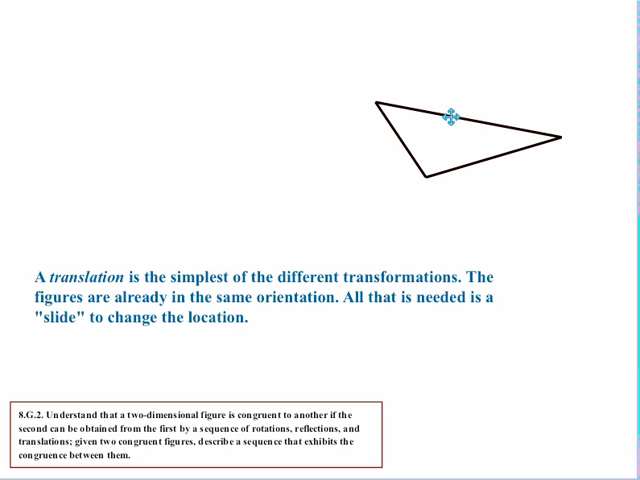 A translation is the simplest of the different transformations. The
figures are already in the same orientation. All that is needed is a
"slide" to change the location.
8.G.2. Understand that a two-dimensional figure is congruent to another if the
second can be obtained from the first by a sequence of rotations, reflections, and
translations; given two congruent figures, describe a sequence that exhibits the
congruence between them.